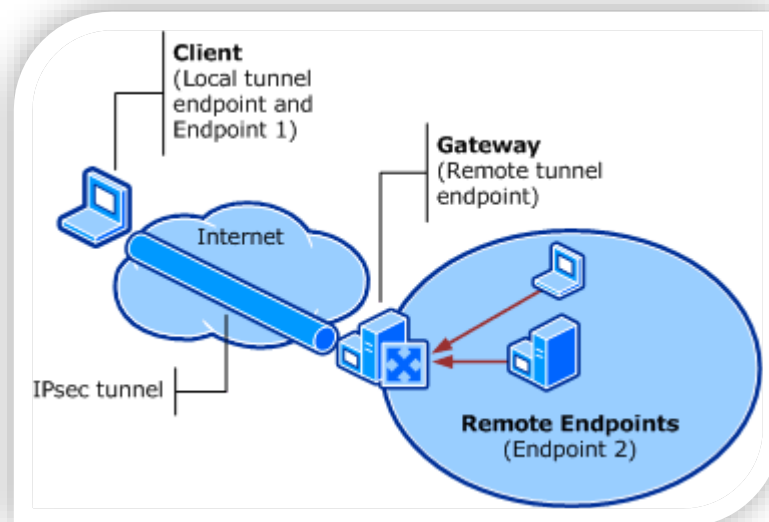 Client
(Local tunnel
endpoint and
Endpoint 1)
Gateway
(Remote tunnel
endpoint)
Internet
IPsec tunnel
Remote Endpoints
(Endpoint 2)